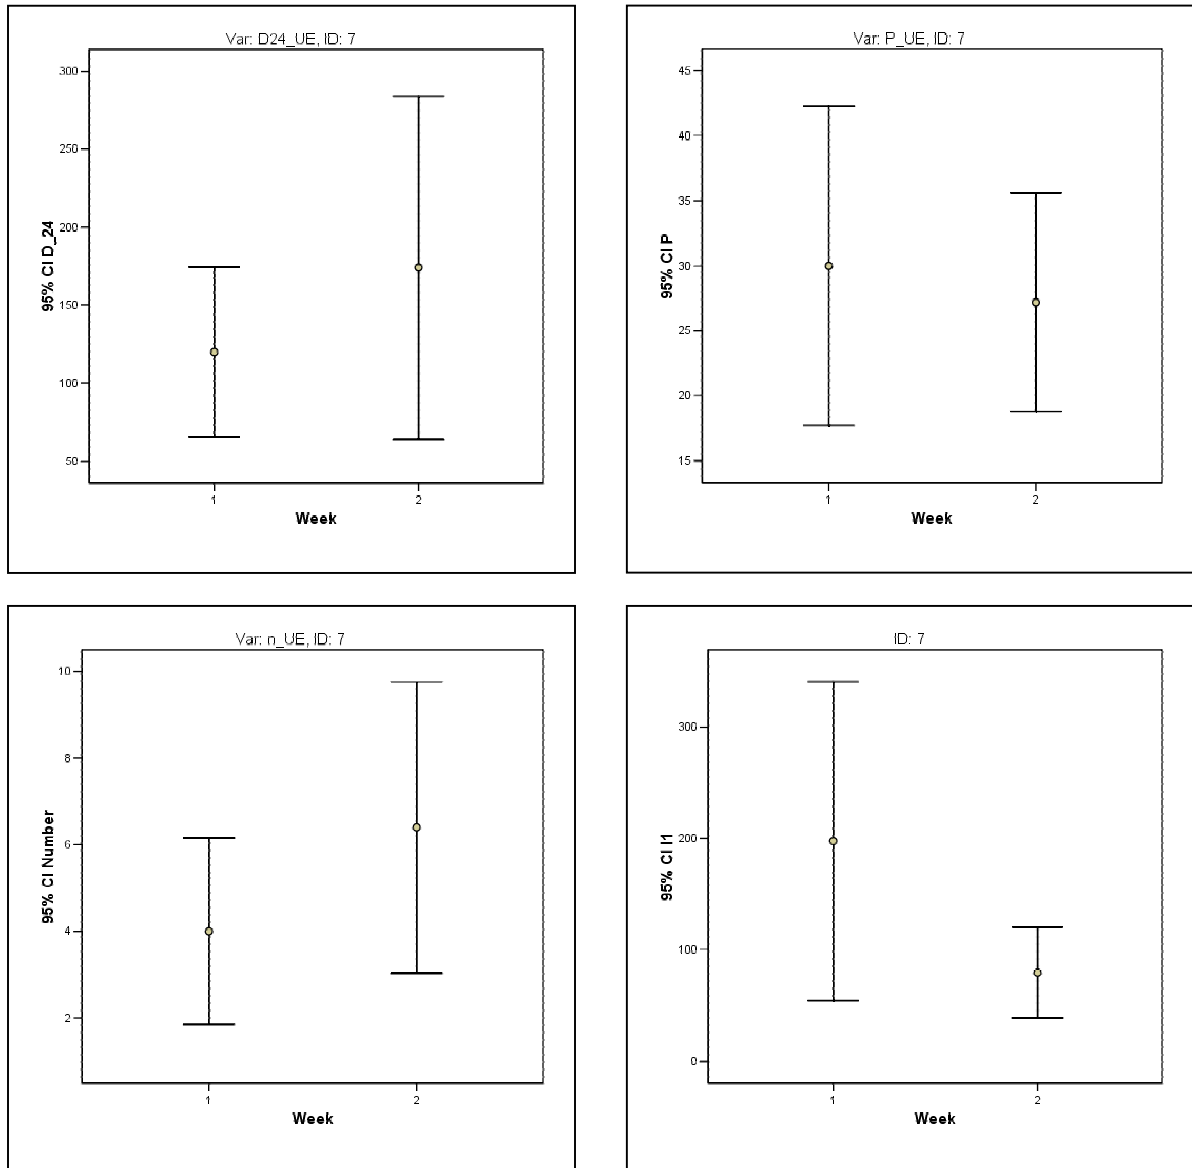 Var: D24_UE, ID: 7
300
250
200
150
100
50
95% CI D_24
1
2
Week
Var: P_UE, ID: 7
45
40
35
30
25
20
15
95% CI P
1
2
Week
Var: n_UE, ID: 7
10
8
6
4
2
95% CI Number
1
2
Week
ID: 7
300
200
100
0
95% CI I1
1
2
Week